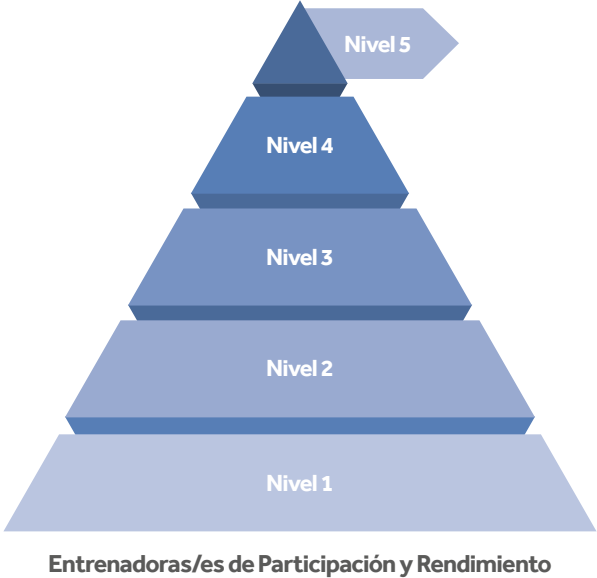 Nivel 5
Nivel 4
Nivel 3
Nivel 2
Nivel 1
Entrenadoras/es de Participación y Rendimiento